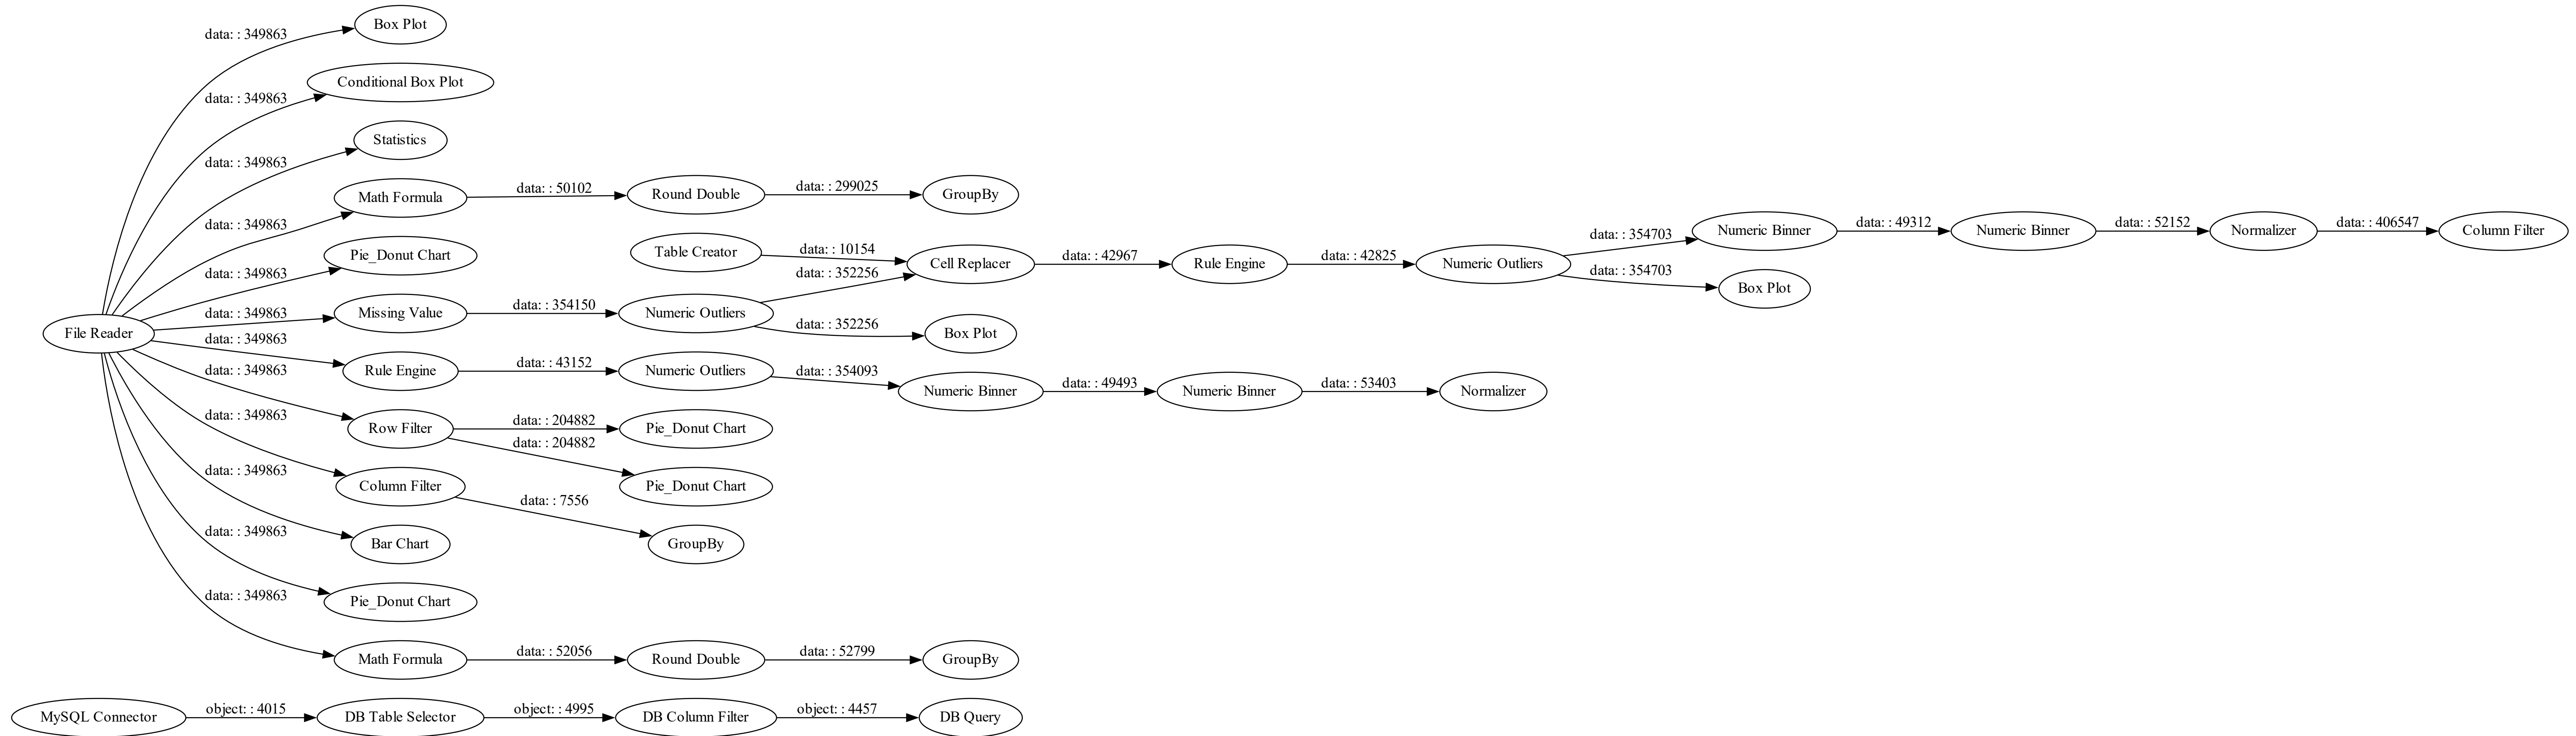 Box Plot
data: : 349863
Conditional Box Plot
data: : 349863
Statistics
data: : 349863
Math Formula
data: : 50102
Round Double
data: : 299025
GroupBy
data: : 349863
Pie_Donut Chart
data: : 349863
Table Creator
data: : 10154
Cell Replacer
data: : 42967
Rule Engine
data: : 42825
Numeric Outliers
data: : 354703
Numeric Binner
data: : 49312
Numeric Binner
data: : 52152
Normalizer
data: : 406547
Column Filter
data: : 354703
Box Plot
data: : 352256
File Reader
data: : 349863
Missing Value
data: : 354150
Numeric Outliers
data: : 352256
Box Plot
data: : 349863
Rule Engine
data: : 43152
Numeric Outliers
data: : 354093
Numeric Binner
data: : 49493
Numeric Binner
data: : 53403
Normalizer
data: : 349863
Row Filter
data: : 204882
Pie_Donut Chart
data: : 204882
Pie_Donut Chart
data: : 349863
Column Filter
data: : 7556
GroupBy
data: : 349863
Bar Chart
data: : 349863
Pie_Donut Chart
data: : 349863
Math Formula
data: : 52056
Round Double
data: : 52799
GroupBy
MySQL Connector
object: : 4015
DB Table Selector
object: : 4995
DB Column Filter
object: : 4457
DB Query